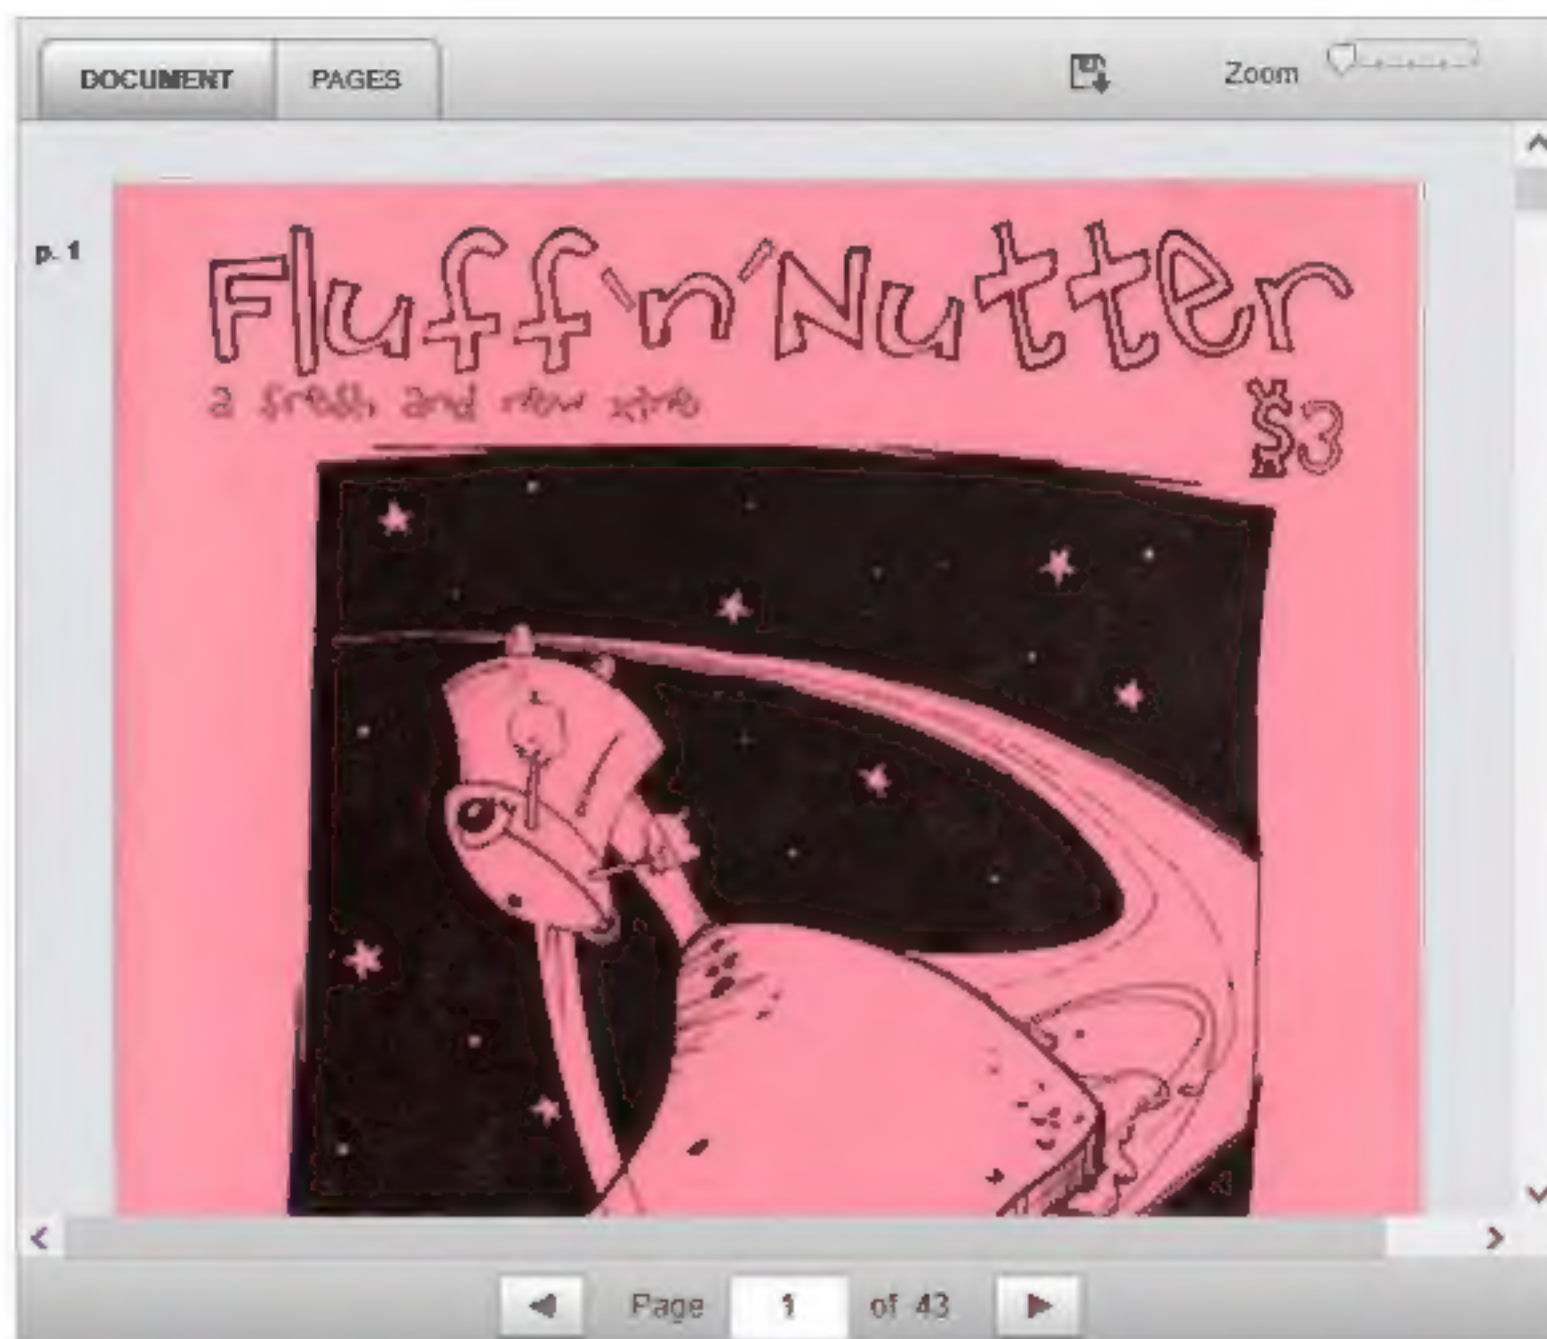 DOCUMENT PAGES Zoom
p. 1
Fluff 'n' Nutter
a fresh and new zine
$3
Page 1 of 43